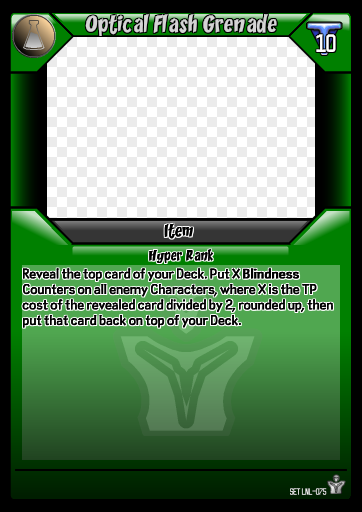 Optical Flash Grenade
10
Item
Hyper Rank
Reveal the top card of your Deck. Put X Blindness
Counters on all enemy Characters, where X is the TP
cost of the revealed card divided by 2, rounded up, then
put that card back on top of your Deck.
SET LNL-075